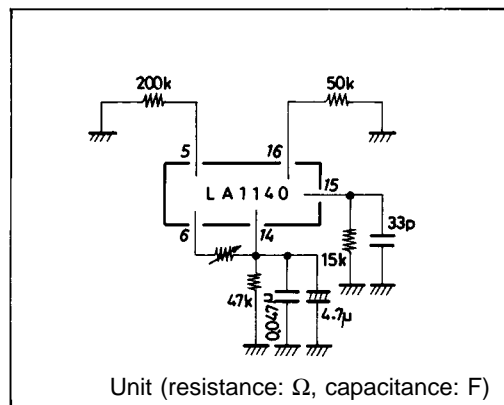 200k
50k
5
16
LA1140
15
6
14
33p
15k
47k
0.047μ
4.7μ
Unit (resistance: Ω, capacitance: F)